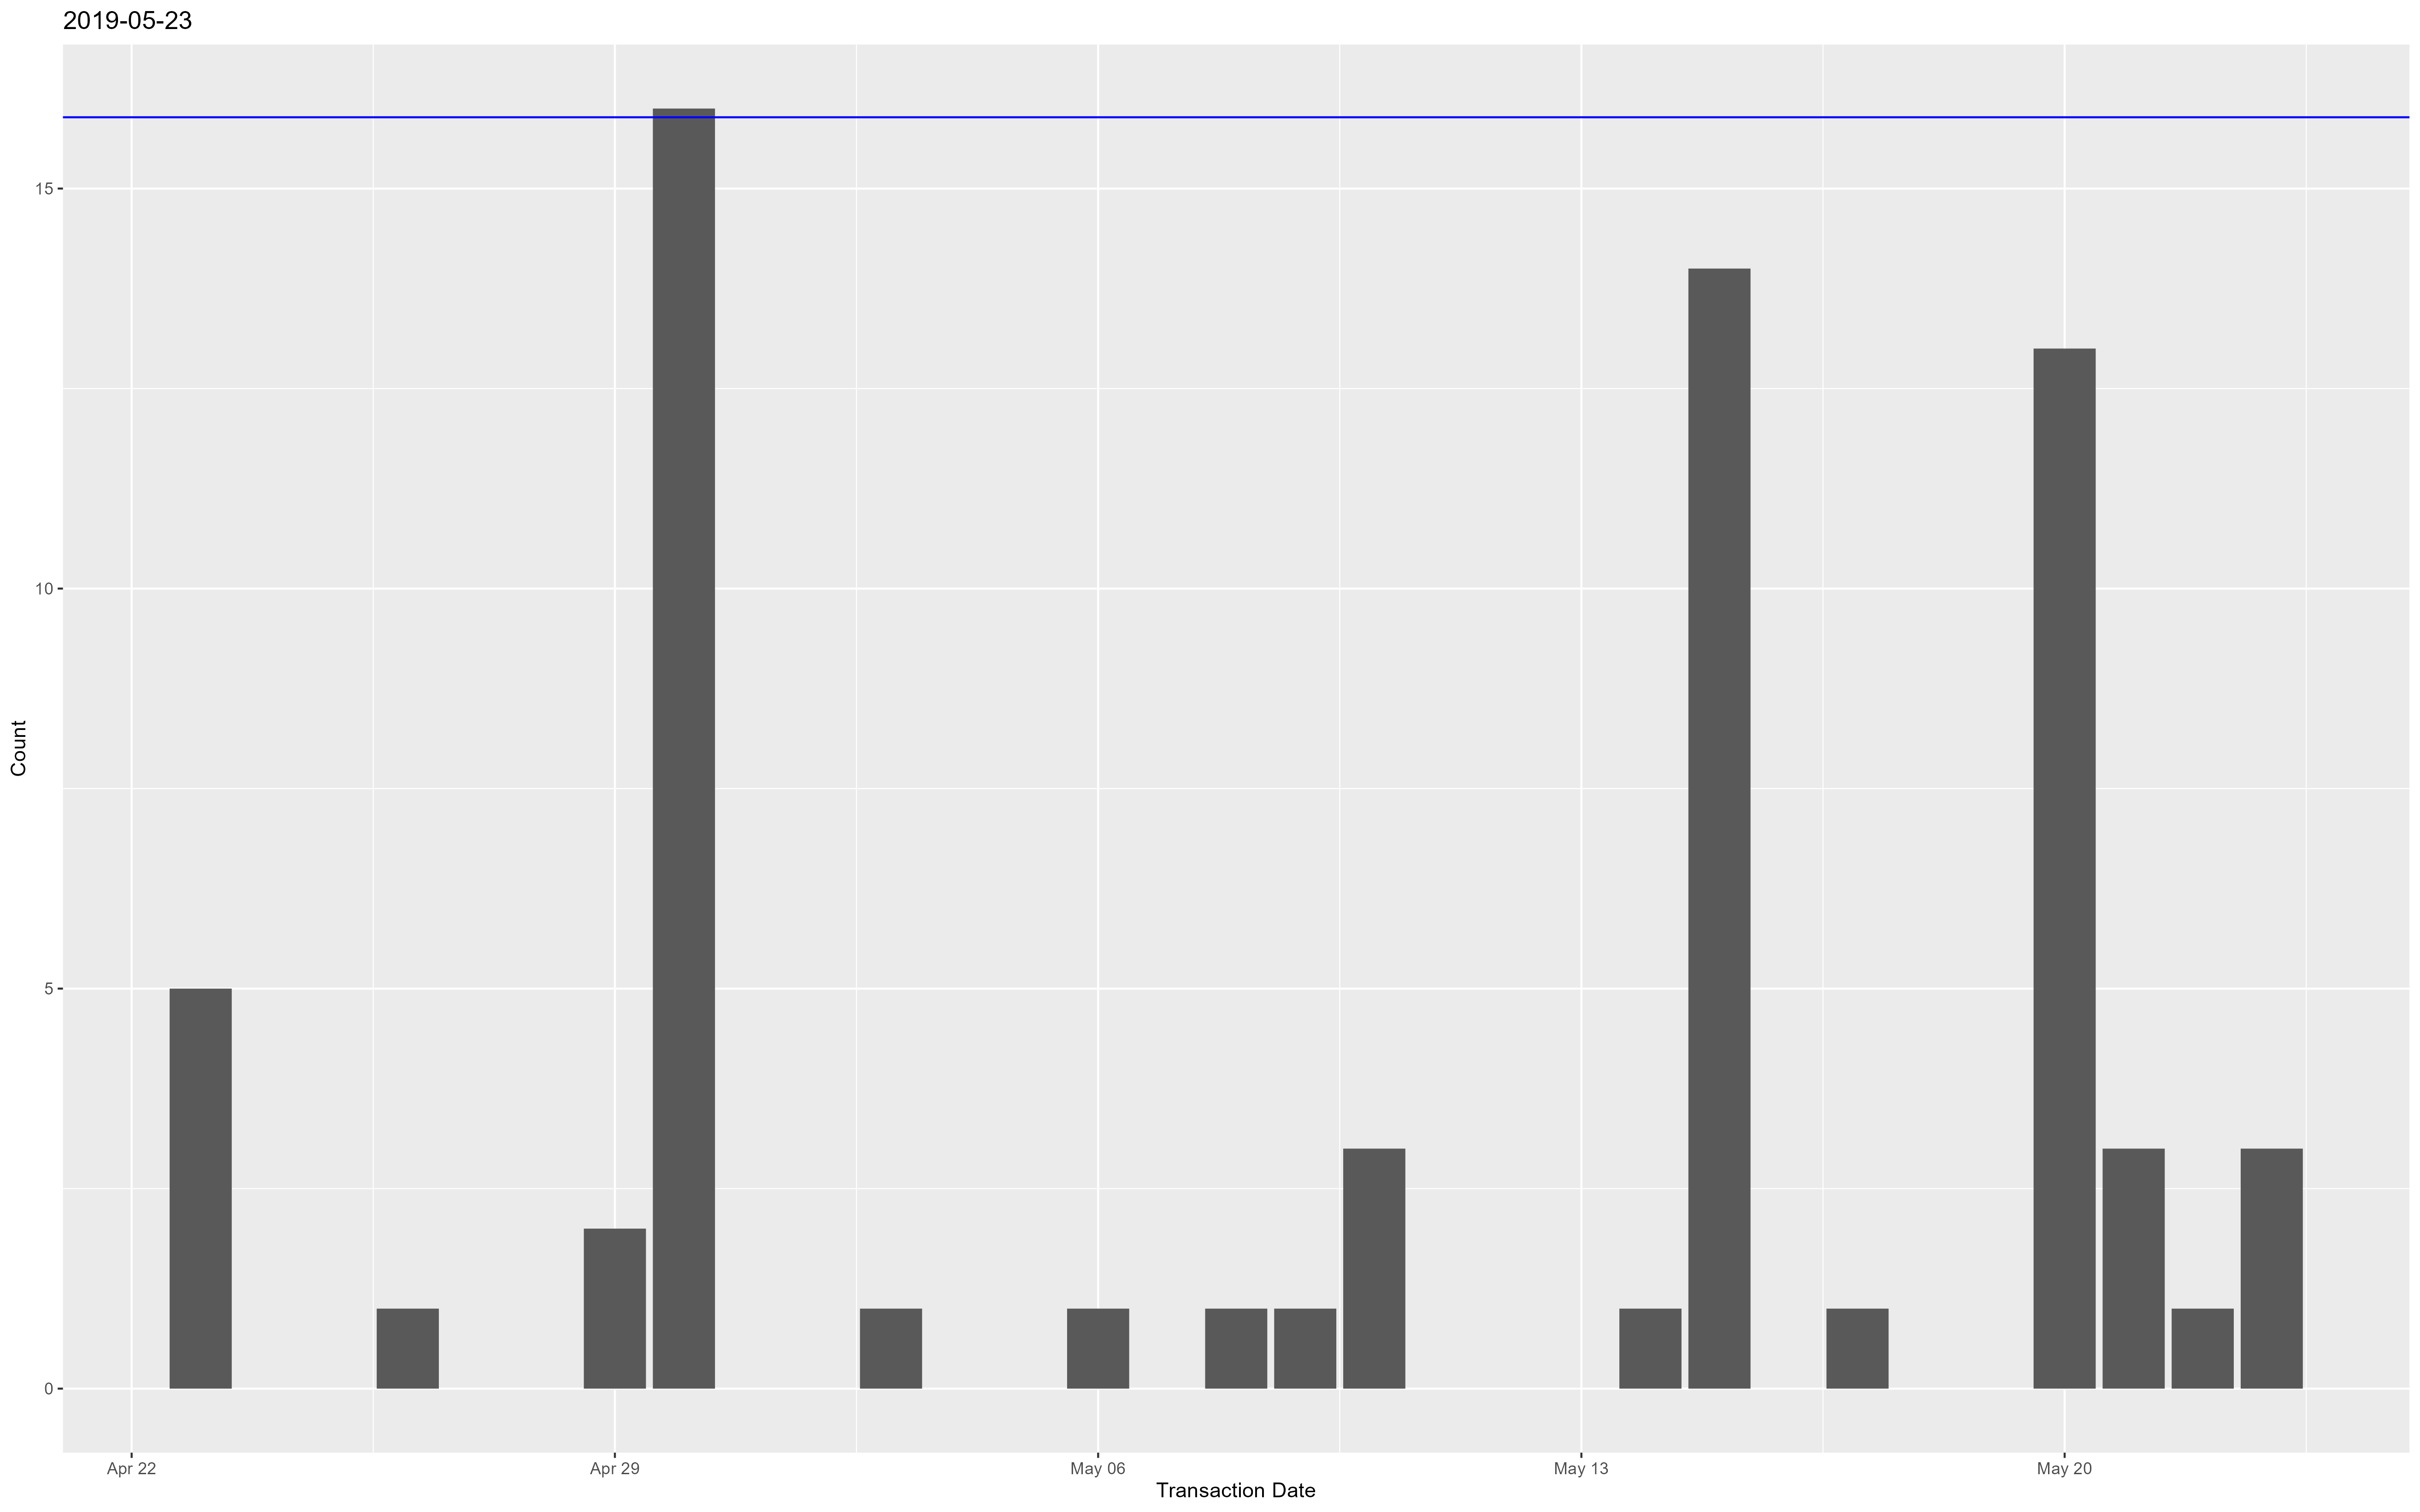 2019-05-23
15
10
5
0
Count
Apr 22
Apr 29
May 06
May 13
May 20
Transaction Date